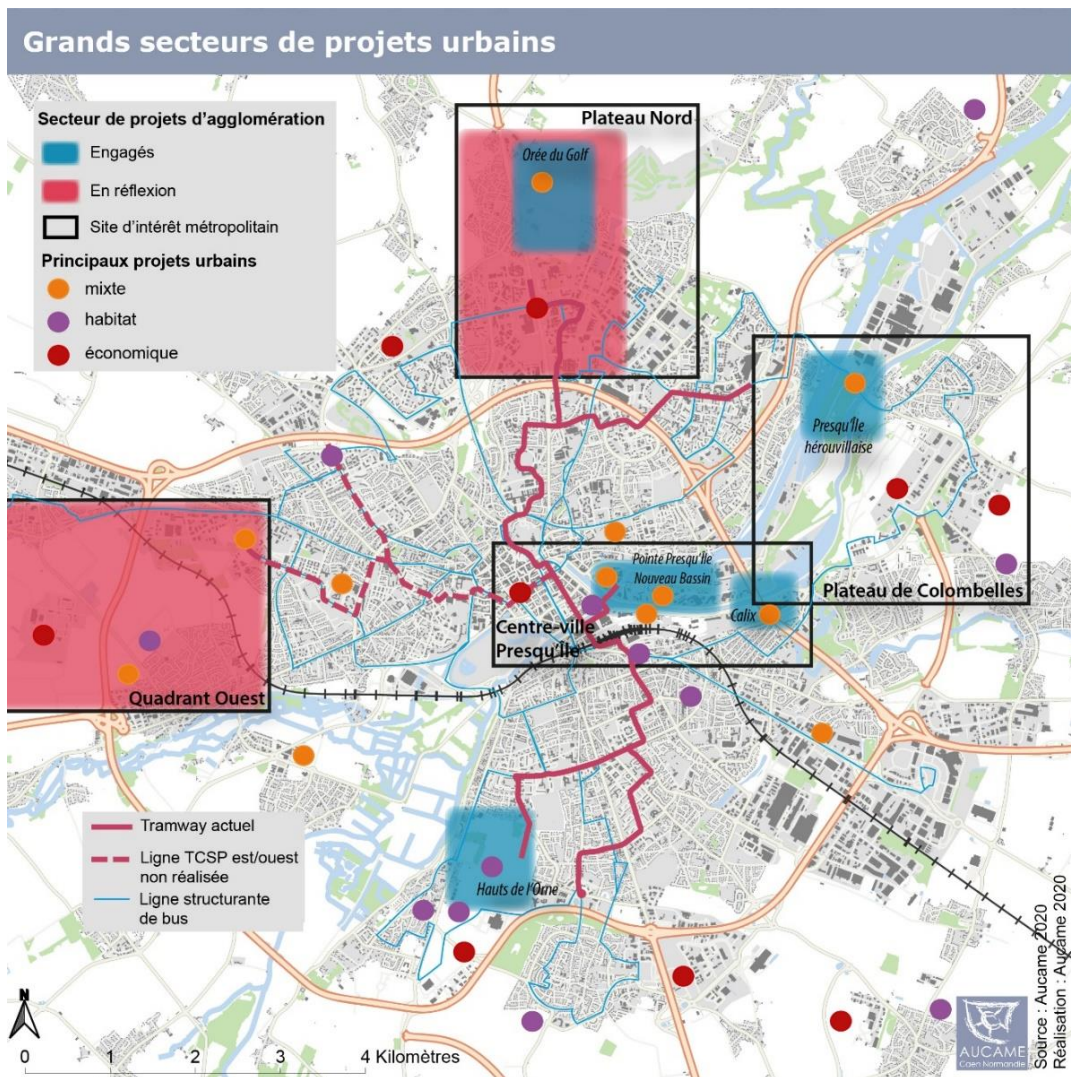 Grands secteurs de projets urbains
Secteur de projets d'agglomération
Engagés
En réflexion
Site d'intérêt métropolitain
Principaux projets urbains
mixte
habitat
économique
Plateau Nord
Orée du Golf
Presqu'Île
hérouvillaise
Plateau de Colombelles
Pointe Presqu'Île
Nouveau Bassin
Calix
Centre-ville
Presqu'île
Quadrant Ouest
Hauts de l'Orne
Tramway actuel
Ligne TCSP est/ouest
non réalisée
Ligne structurante
de bus
N
0 1 2 3 4 Kilomètres
AUCAME
Caen Normandie
Source : Aucame 2020
Réalisation : Aucame 2020